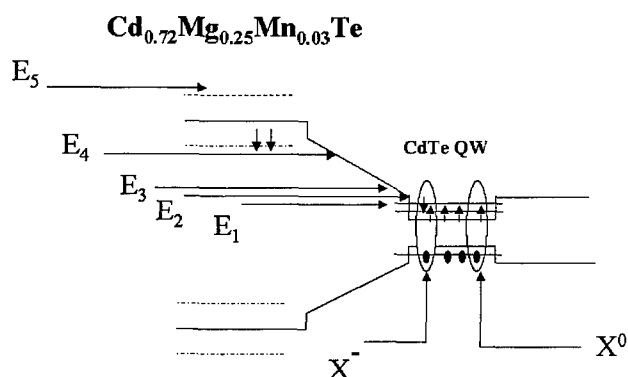 Cd₀.₇₂Mg₀.₂₅Mn₀.₀₃Te
E₅
E₄
CdTe QW
E₃
E₂
E₁
X⁻
X⁰